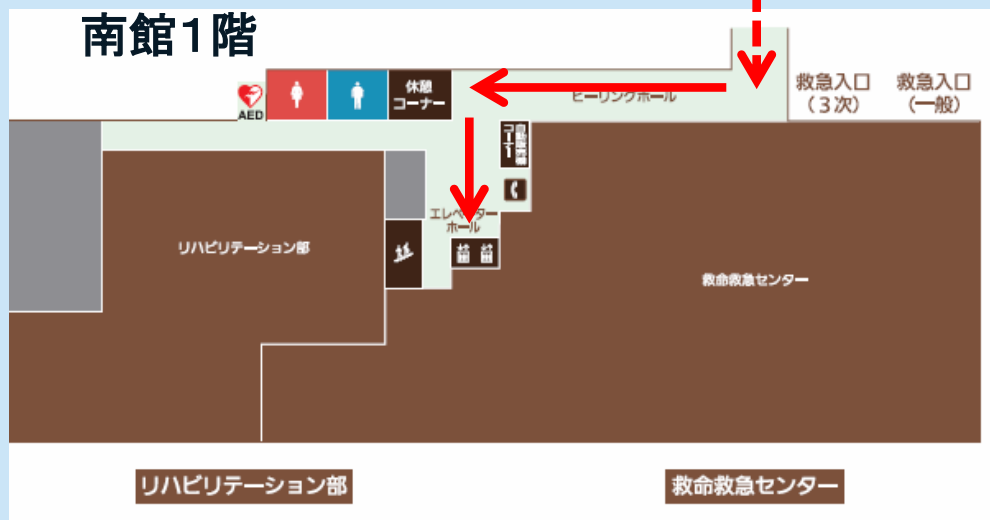 南館1階
AED
休憩
コーナー
ヒーリングホール
救急入口
（3次）
救急入口
（一般）
エレベーター
ホール
リハビリテーション部
救命救急センター
リハビリテーション部
救命救急センター